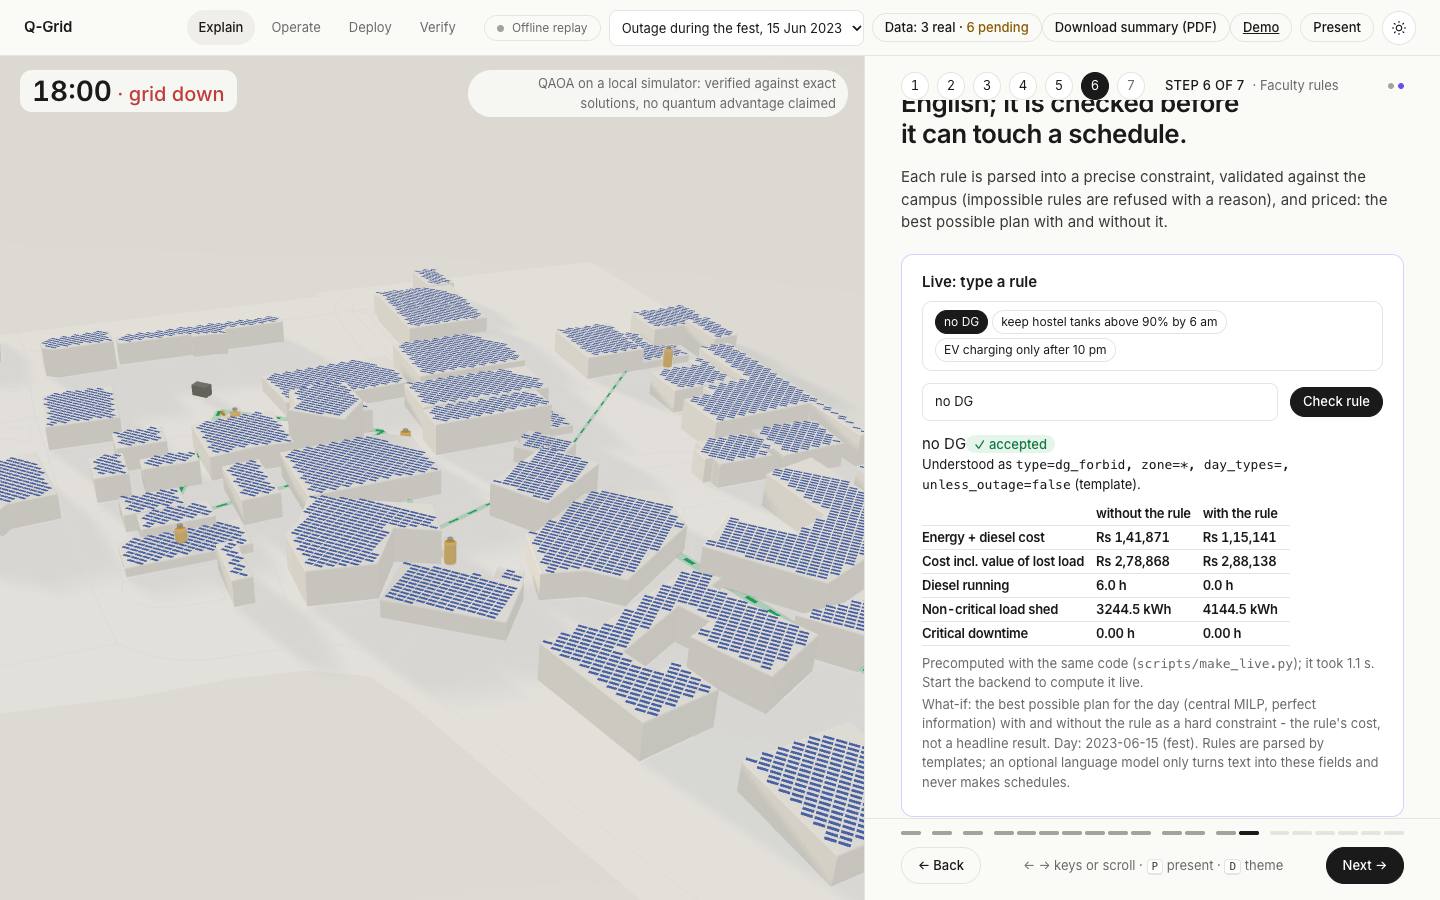 Q-Grid
Explain
Operate
Deploy
Verify
Offline replay
Outage during the fest, 15 Jun 2023
Data: 3 real · 6 pending
Download summary (PDF)
Demo
Present
18:00 · grid down
QAOA on a local simulator: verified against exact
solutions, no quantum advantage claimed
1 2 3 4 5 6 7 STEP 6 OF 7 · Faculty rules
English; it is checked before
it can touch a schedule.
Each rule is parsed into a precise constraint, validated against the
campus (impossible rules are refused with a reason), and priced: the
best possible plan with and without it.
Live: type a rule
no DG
keep hostel tanks above 90% by 6 am
EV charging only after 10 pm
no DG
Check rule
no DG ✓ accepted
Understood as type=dg_forbid, zone=*, day_types=,
unless_outage=false (template).
without the rule with the rule
Energy + diesel cost Rs 1,41,871 Rs 1,15,141
Cost incl. value of lost load Rs 2,78,868 Rs 2,88,138
Diesel running 6.0 h 0.0 h
Non-critical load shed 3244.5 kWh 4144.5 kWh
Critical downtime 0.00 h 0.00 h
Precomputed with the same code (scripts/make_live.py); it took 1.1 s.
Start the backend to compute it live.
What-if: the best possible plan for the day (central MILP, perfect
information) with and without the rule as a hard constraint - the rule's cost,
not a headline result. Day: 2023-06-15 (fest). Rules are parsed by
templates; an optional language model only turns text into these fields and
never makes schedules.
← Back
← → keys or scroll · P present · D theme
Next →